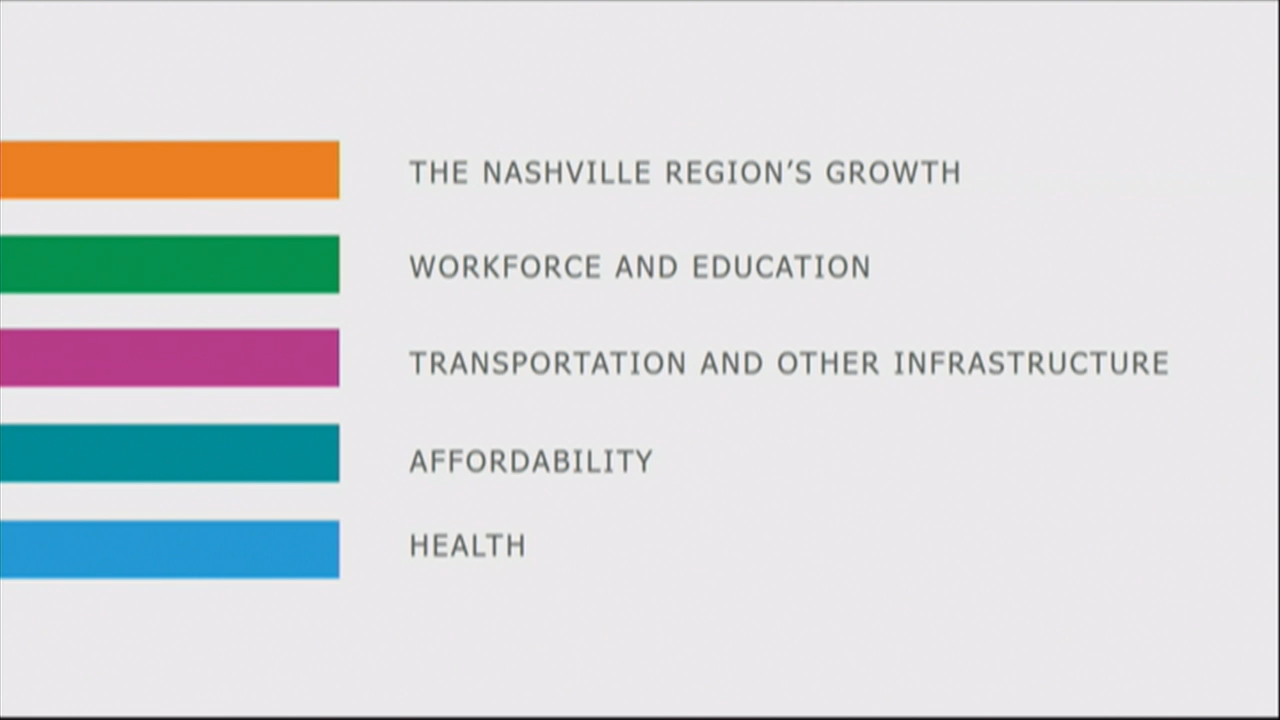 THE NASHVILLE REGION’S GROWTH
WORKFORCE AND EDUCATION
TRANSPORTATION AND OTHER INFRASTRUCTURE
AFFORDABILITY
HEALTH